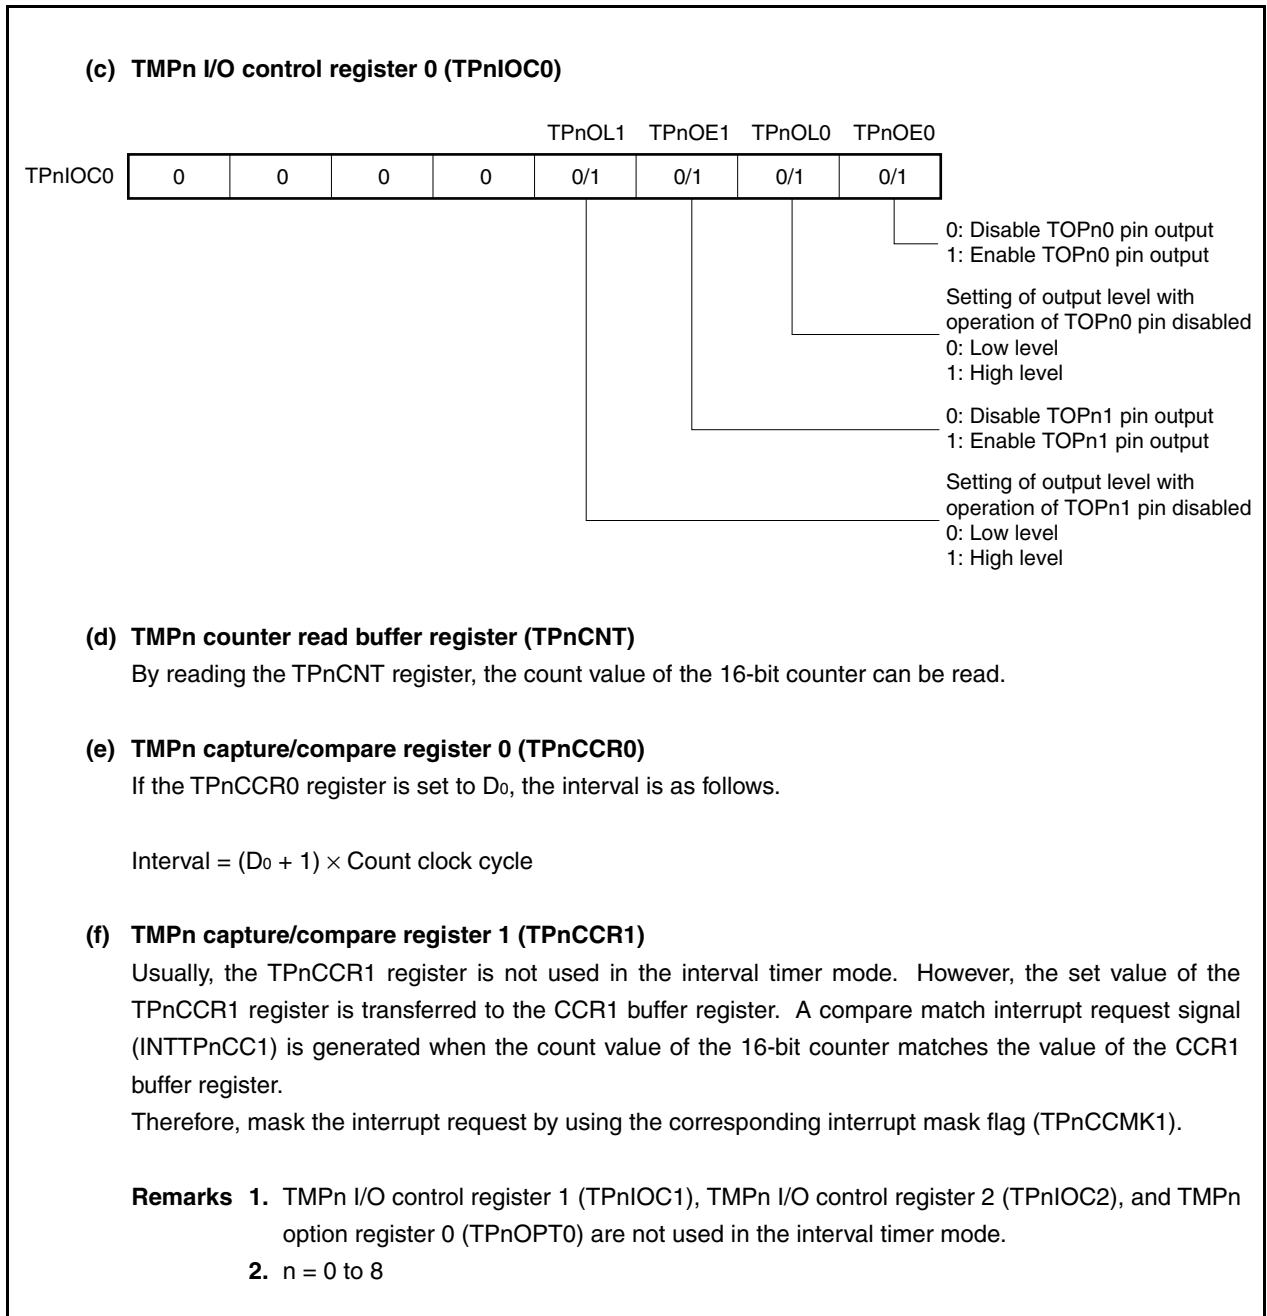 (c) TMPn I/O control register 0 (TPnIOC0)
TPnOL1 TPnOE1 TPnOL0 TPnOE0
TPnIOC0 0 0 0 0 0/1 0/1 0/1 0/1
0: Disable TOPn0 pin output
1: Enable TOPn0 pin output
Setting of output level with
operation of TOPn0 pin disabled
0: Low level
1: High level
0: Disable TOPn1 pin output
1: Enable TOPn1 pin output
Setting of output level with
operation of TOPn1 pin disabled
0: Low level
1: High level
(d) TMPn counter read buffer register (TPnCNT)
By reading the TPnCNT register, the count value of the 16-bit counter can be read.
(e) TMPn capture/compare register 0 (TPnCCR0)
If the TPnCCR0 register is set to D0, the interval is as follows.
Interval = (D0 + 1) × Count clock cycle
(f) TMPn capture/compare register 1 (TPnCCR1)
Usually, the TPnCCR1 register is not used in the interval timer mode. However, the set value of the
TPnCCR1 register is transferred to the CCR1 buffer register. A compare match interrupt request signal
(INTTPnCC1) is generated when the count value of the 16-bit counter matches the value of the CCR1
buffer register.
Therefore, mask the interrupt request by using the corresponding interrupt mask flag (TPnCCMK1).
Remarks 1. TMPn I/O control register 1 (TPnIOC1), TMPn I/O control register 2 (TPnIOC2), and TMPn
option register 0 (TPnOPT0) are not used in the interval timer mode.
2. n = 0 to 8